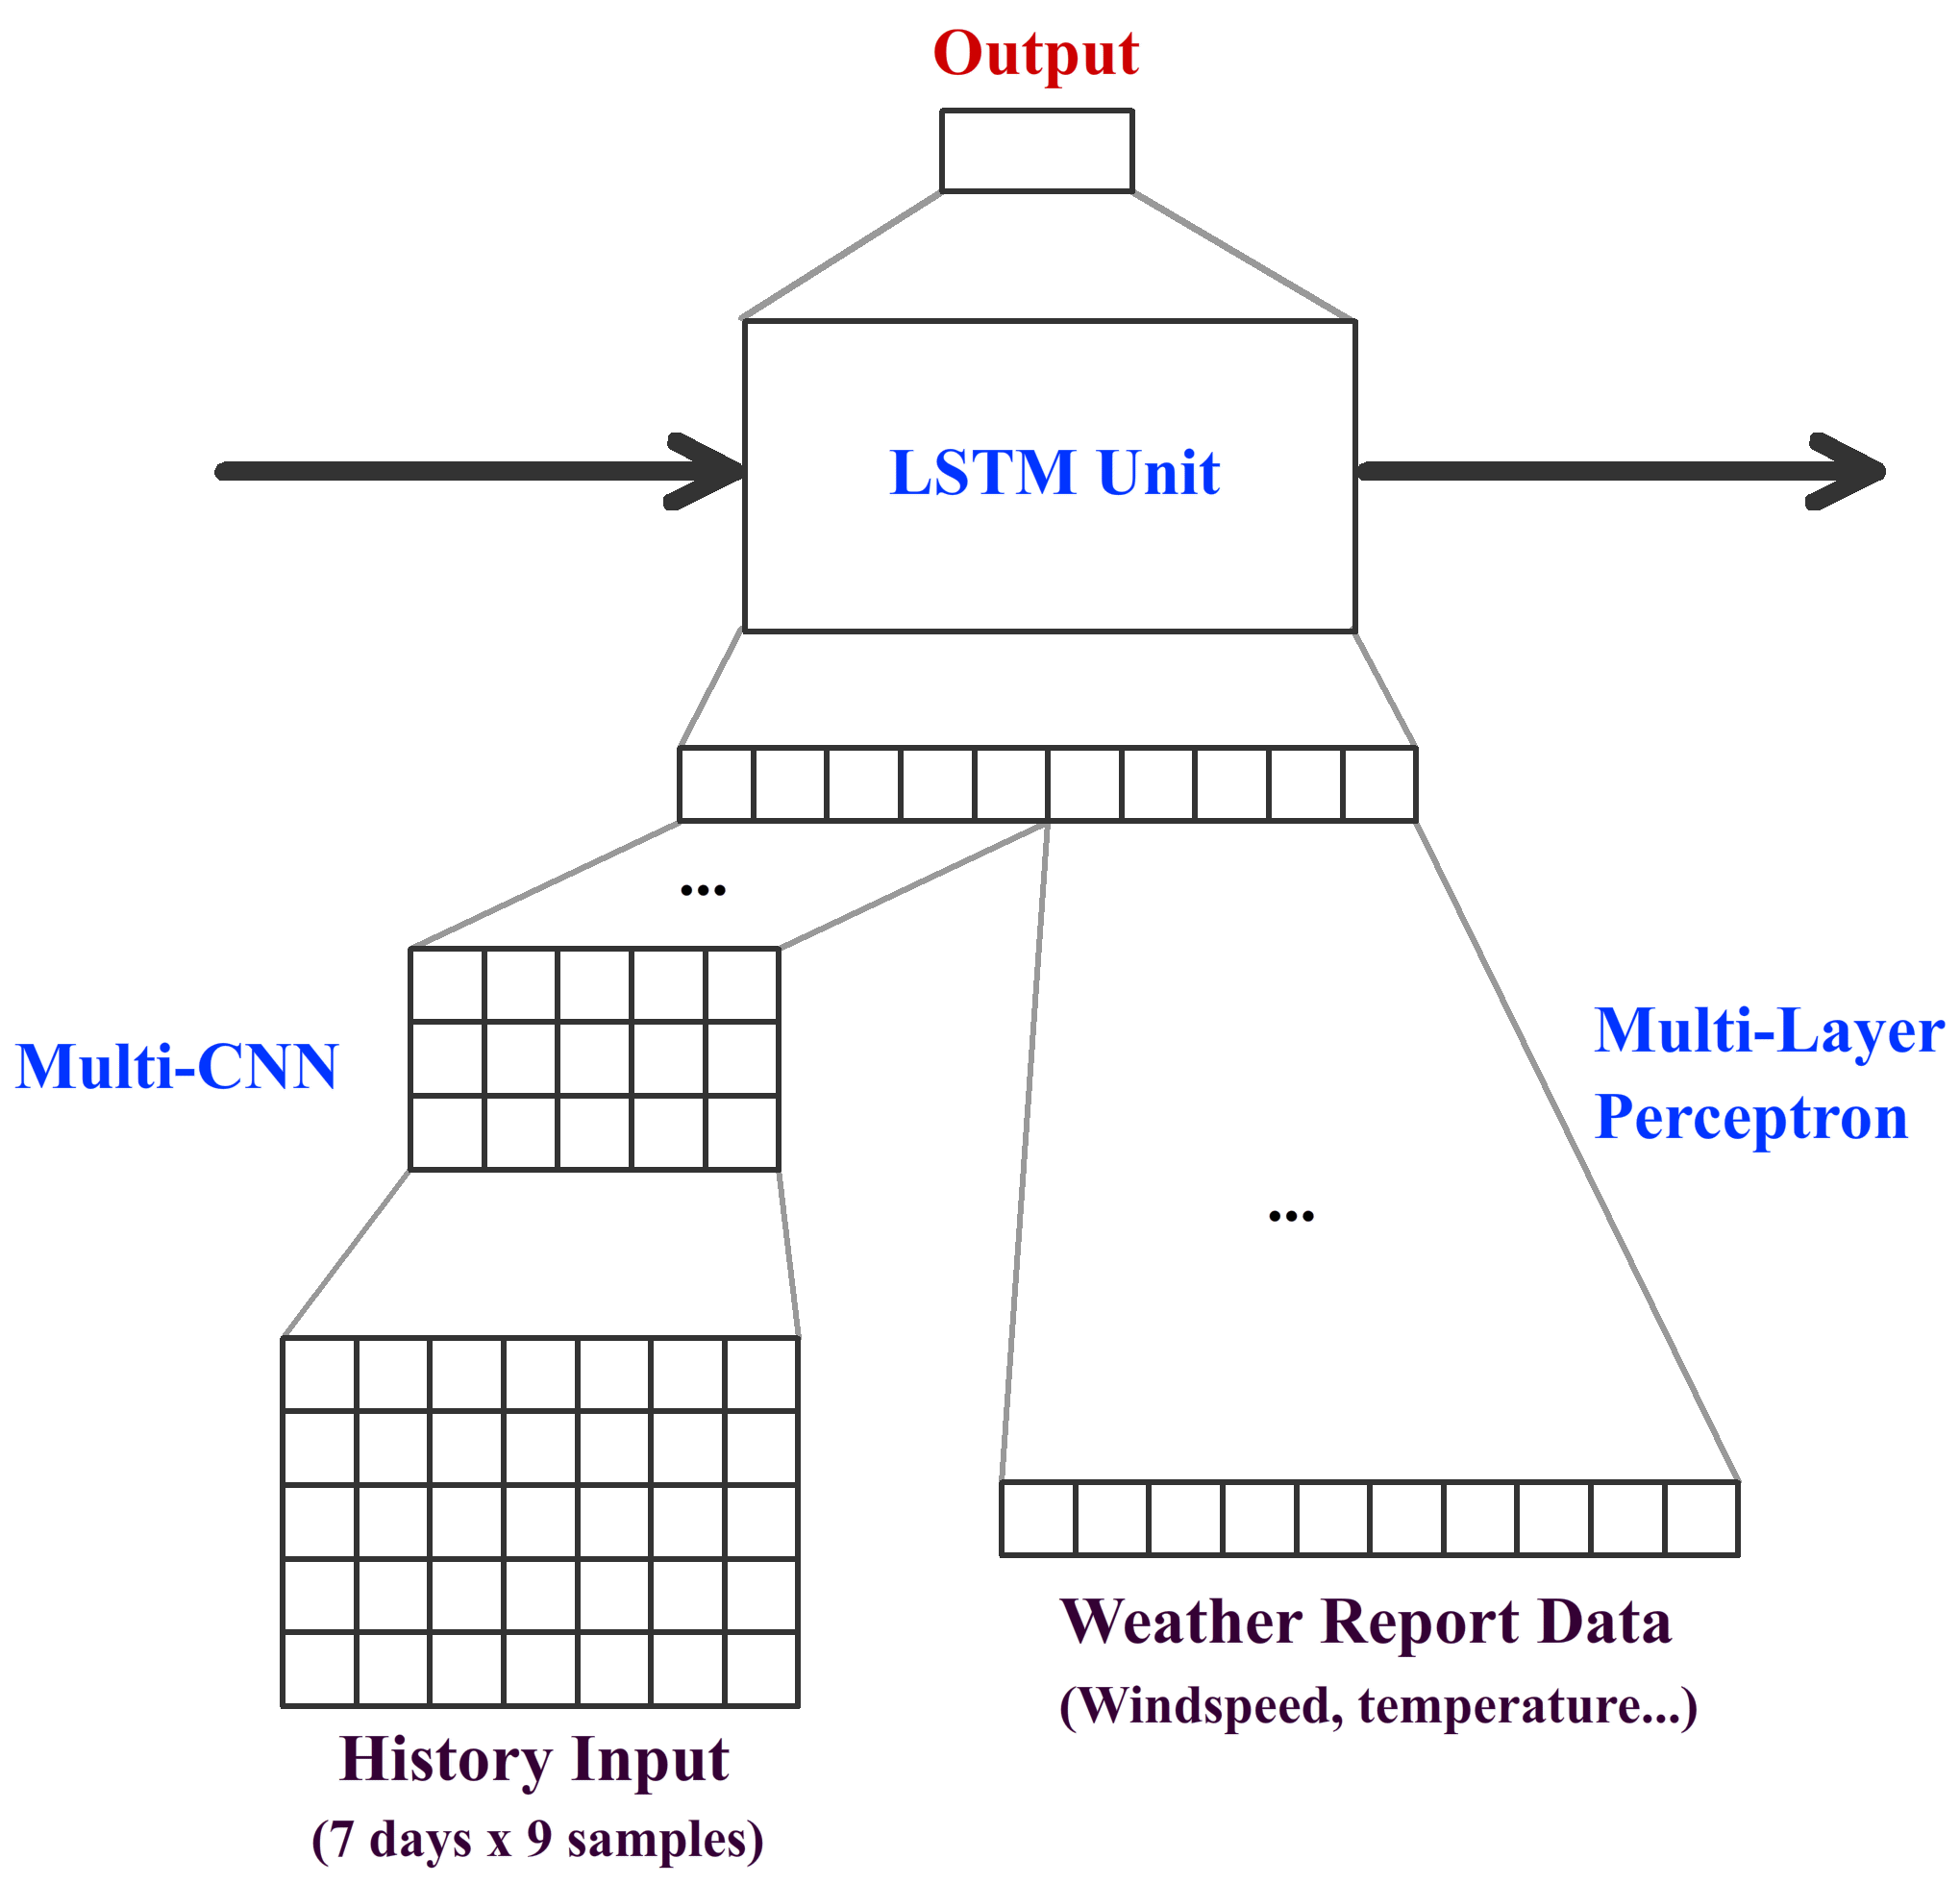 Output
LSTM Unit
...
Multi-CNN
Multi-Layer
Perceptron
...
Weather Report Data
(Windspeed, temperature...)
History Input
(7 days x 9 samples)